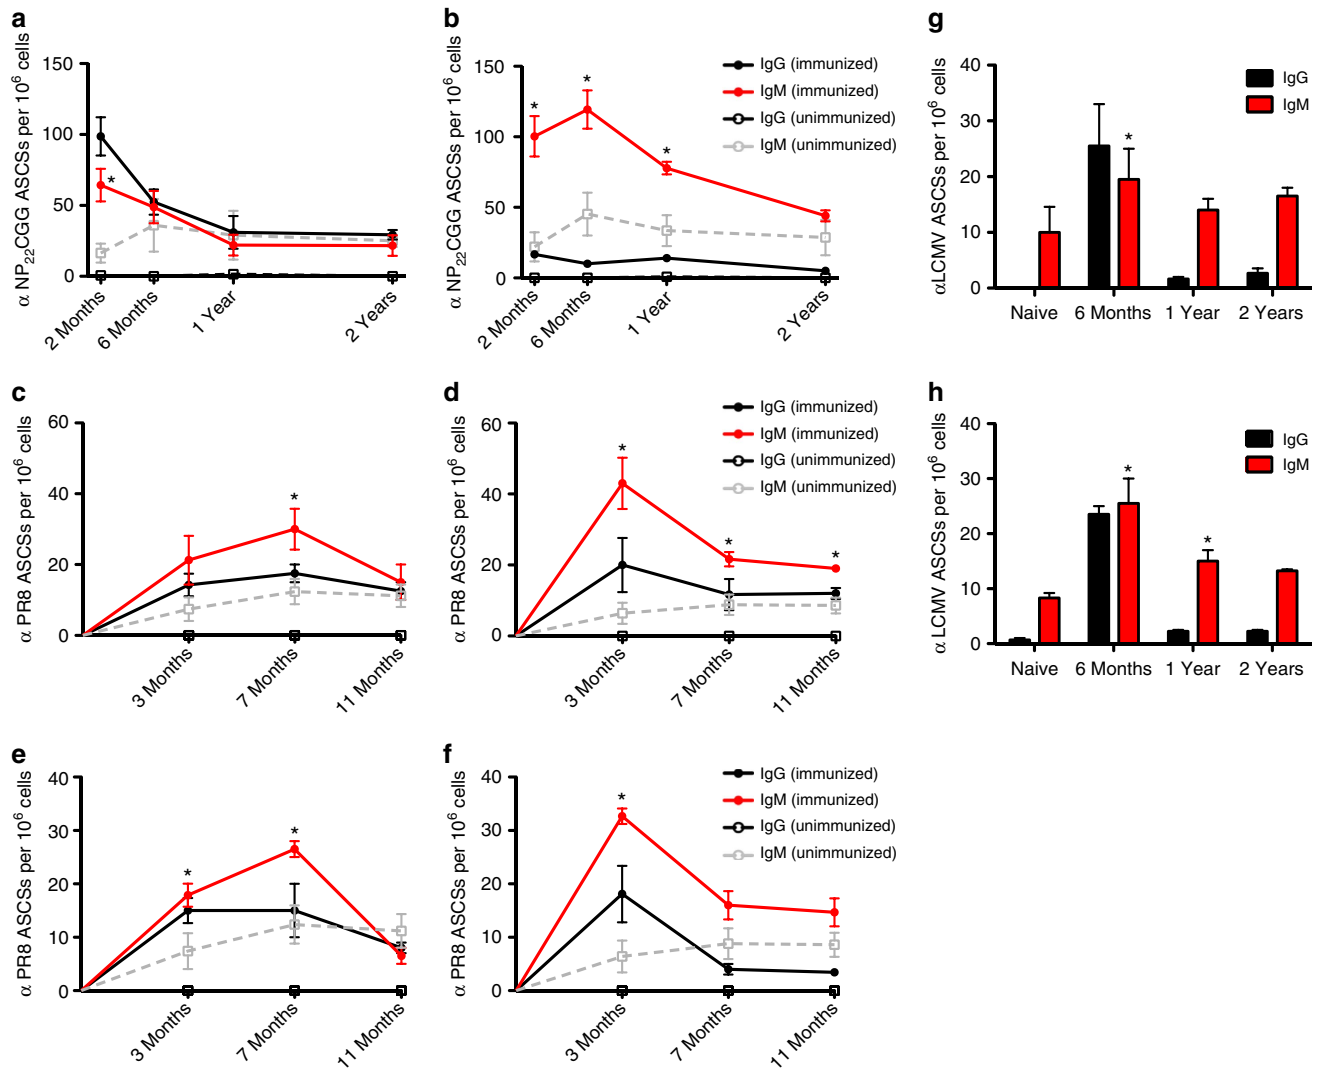 a
α NP22CGG ASCSs per 10^6 cells
150
100
50
0
2 Months
6 Months
1 Year
2 Years
*
b
α NP22CGG ASCSs per 10^6 cells
150
100
50
0
2 Months
6 Months
1 Year
2 Years
*
*
*
IgG (immunized)
IgM (immunized)
IgG (unimmunized)
IgM (unimmunized)
g
αLCMV ASCSs per 10^6 cells
40
30
20
10
0
Naive
6 Months
1 Year
2 Years
*
IgG
IgM
c
α PR8 ASCSs per 10^6 cells
60
40
20
0
3 Months
7 Months
11 Months
*
d
α PR8 ASCSs per 10^6 cells
60
40
20
0
3 Months
7 Months
11 Months
*
*
*
IgG (immunized)
IgM (immunized)
IgG (unimmunized)
IgM (unimmunized)
h
α LCMV ASCSs per 10^6 cells
40
30
20
10
0
Naive
6 Months
1 Year
2 Years
*
*
IgG
IgM
e
α PR8 ASCSs per 10^6 cells
40
30
20
10
0
3 Months
7 Months
11 Months
*
*
f
α PR8 ASCSs per 10^6 cells
40
30
20
10
0
3 Months
7 Months
11 Months
*
IgG (immunized)
IgM (immunized)
IgG (unimmunized)
IgM (unimmunized)